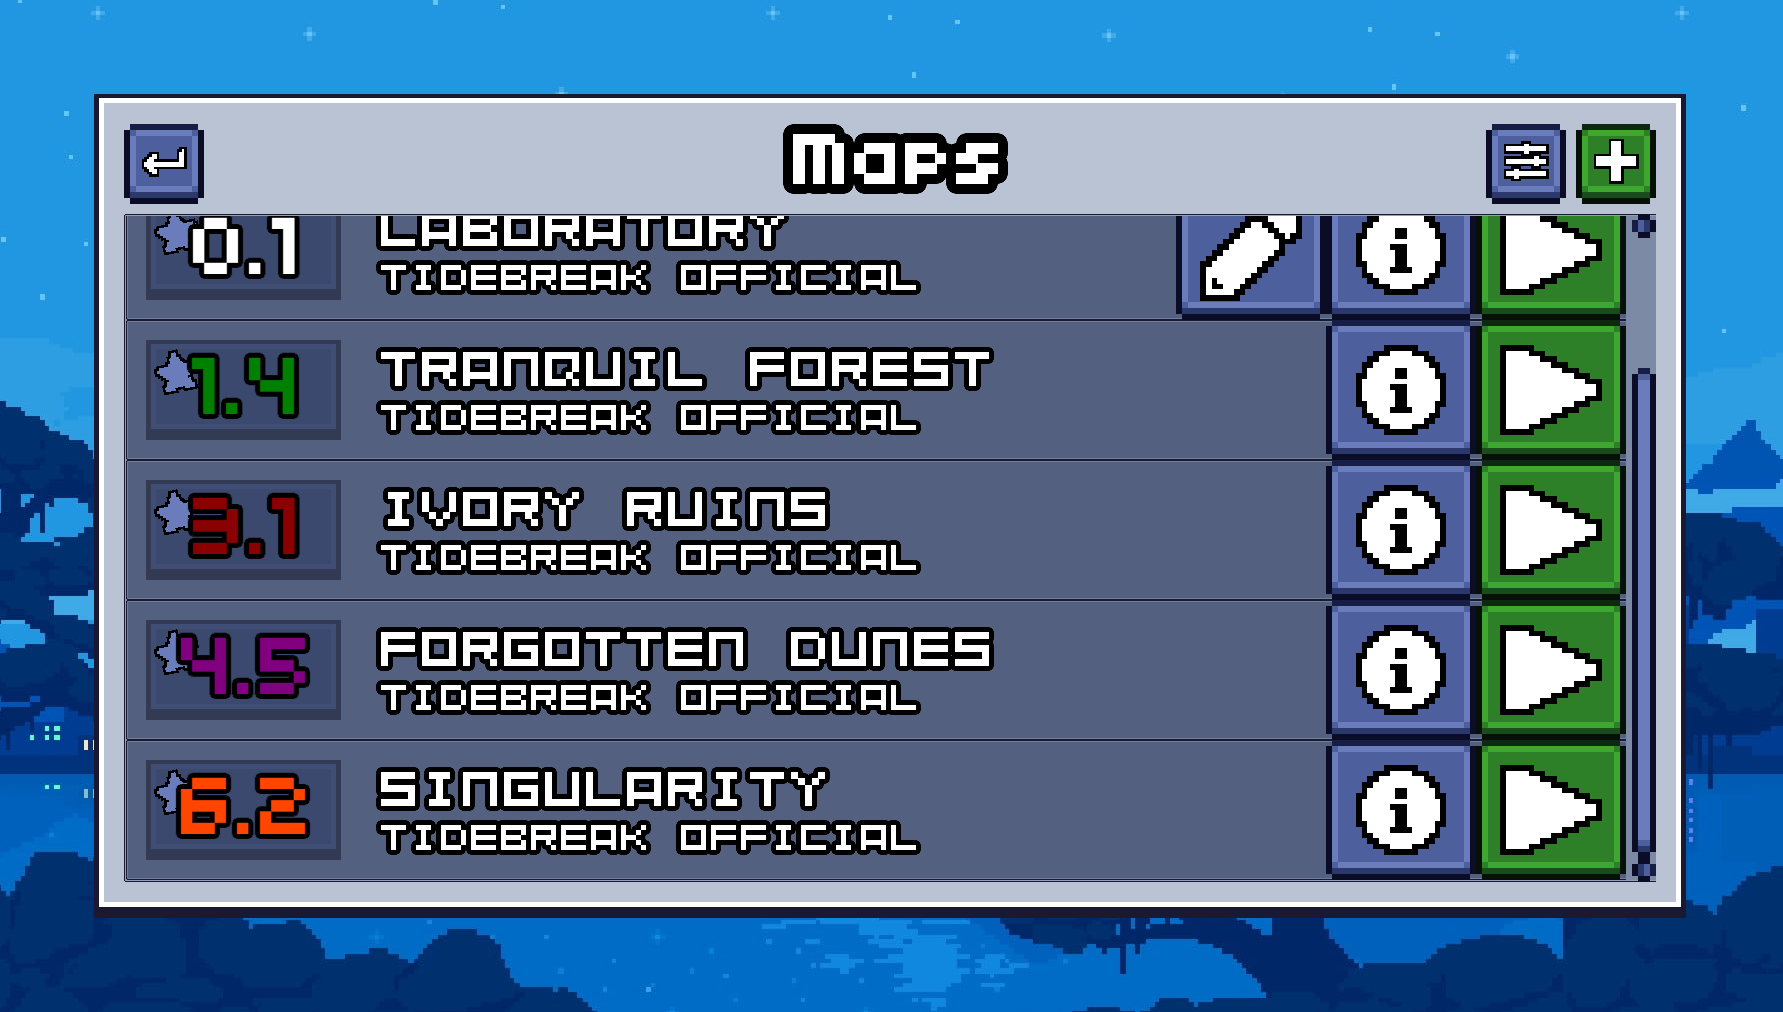 Maps
0.1
LABORATORY
TIDEBREAK OFFICIAL
1.4
TRANQUIL FOREST
TIDEBREAK OFFICIAL
3.1
IVORY RUINS
TIDEBREAK OFFICIAL
4.5
FORGOTTEN DUNES
TIDEBREAK OFFICIAL
6.2
SINGULARITY
TIDEBREAK OFFICIAL